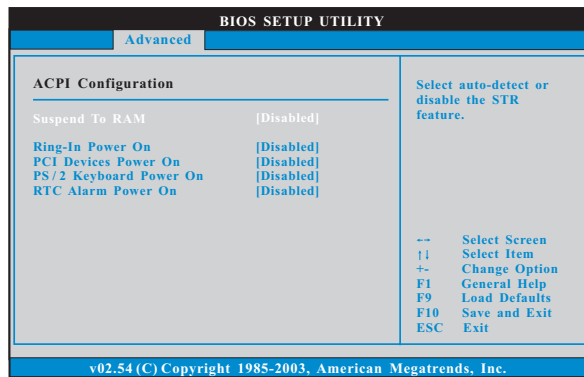 BIOS SETUP UTILITY
Advanced
ACPI Configuration
Suspend To RAM [Disabled]
Ring-In Power On [Disabled]
PCI Devices Power On [Disabled]
PS/2 Keyboard Power On [Disabled]
RTC Alarm Power On [Disabled]
Select auto-detect or
disable the STR
feature.
←→ Select Screen
↑↓ Select Item
+- Change Option
F1 General Help
F9 Load Defaults
F10 Save and Exit
ESC Exit
v02.54 (C) Copyright 1985-2003, American Megatrends, Inc.